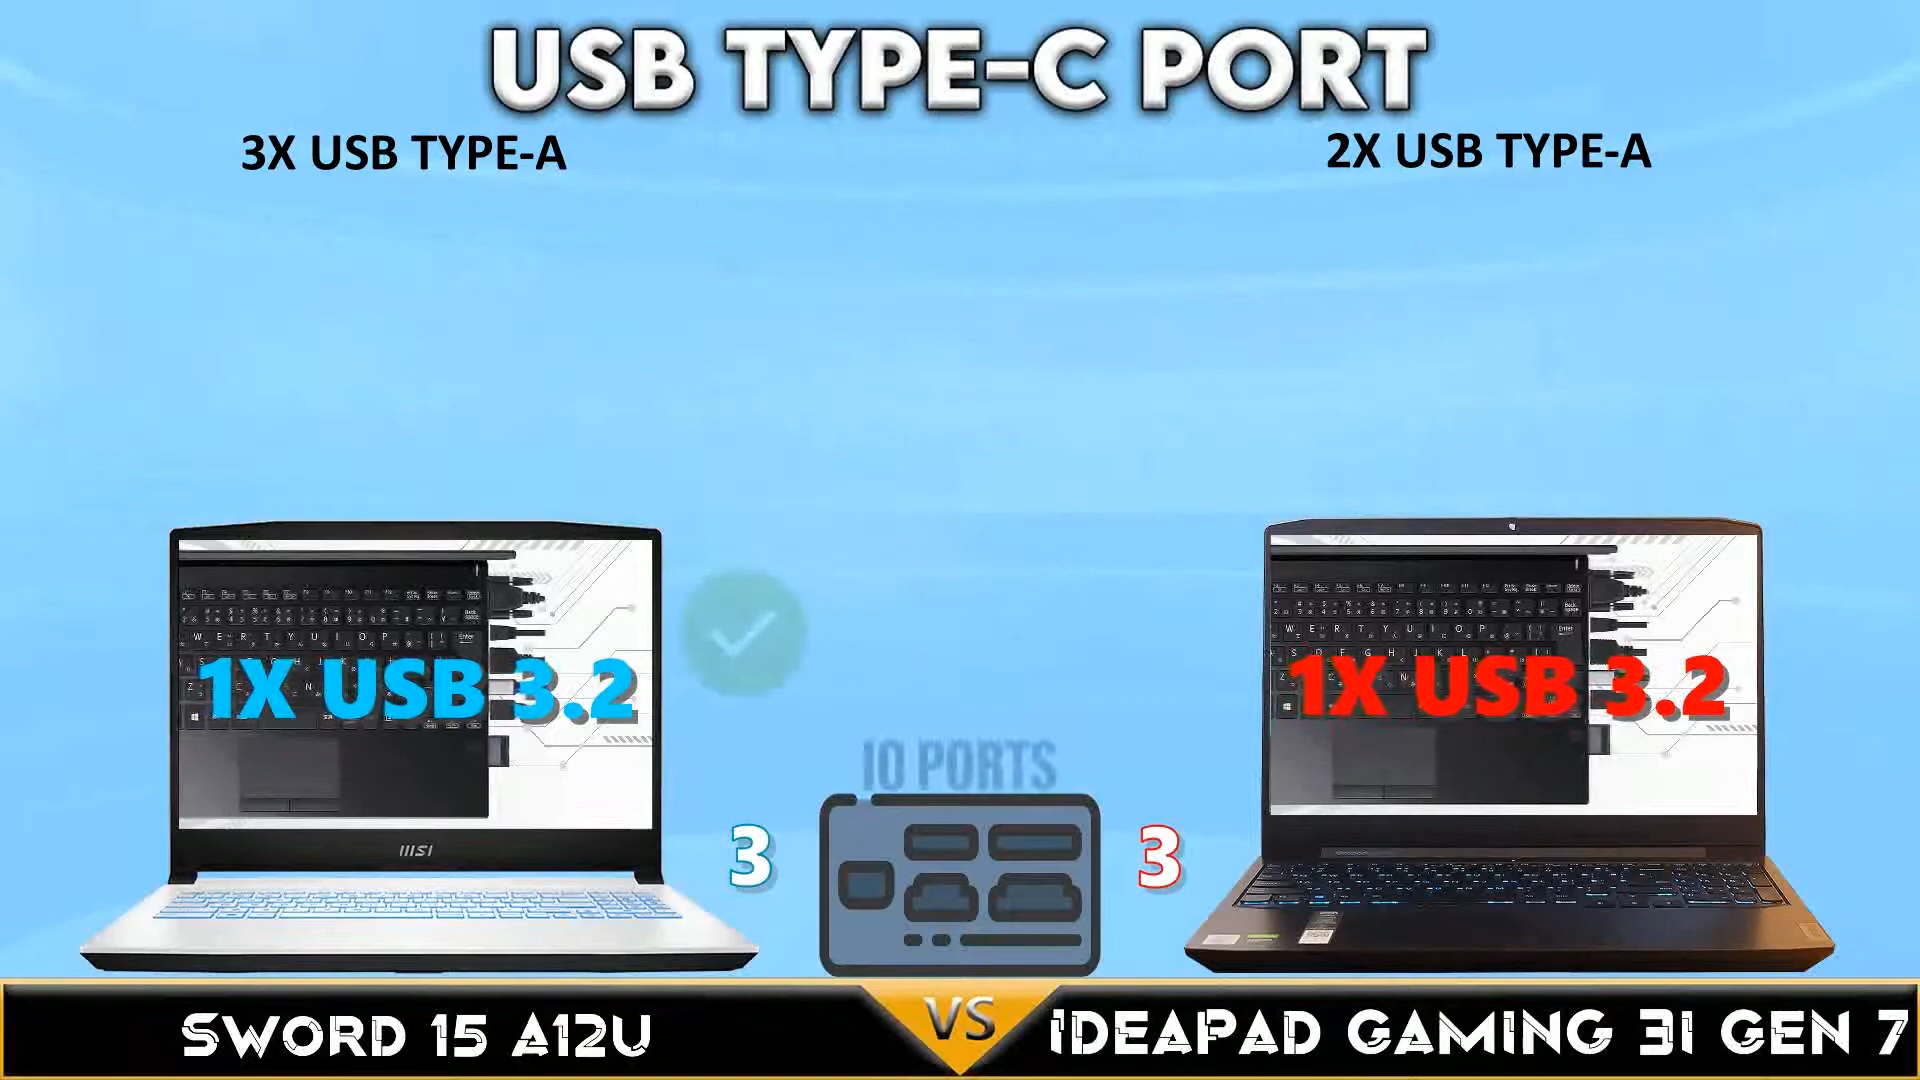 USB TYPE-C PORT
3X USB TYPE-A
2X USB TYPE-A
1X USB 3.2
1X USB 3.2
IO PORTS
3
3
msi
SWORD 15 A12U
VS
IDEAPAD GAMING 3I GEN 7